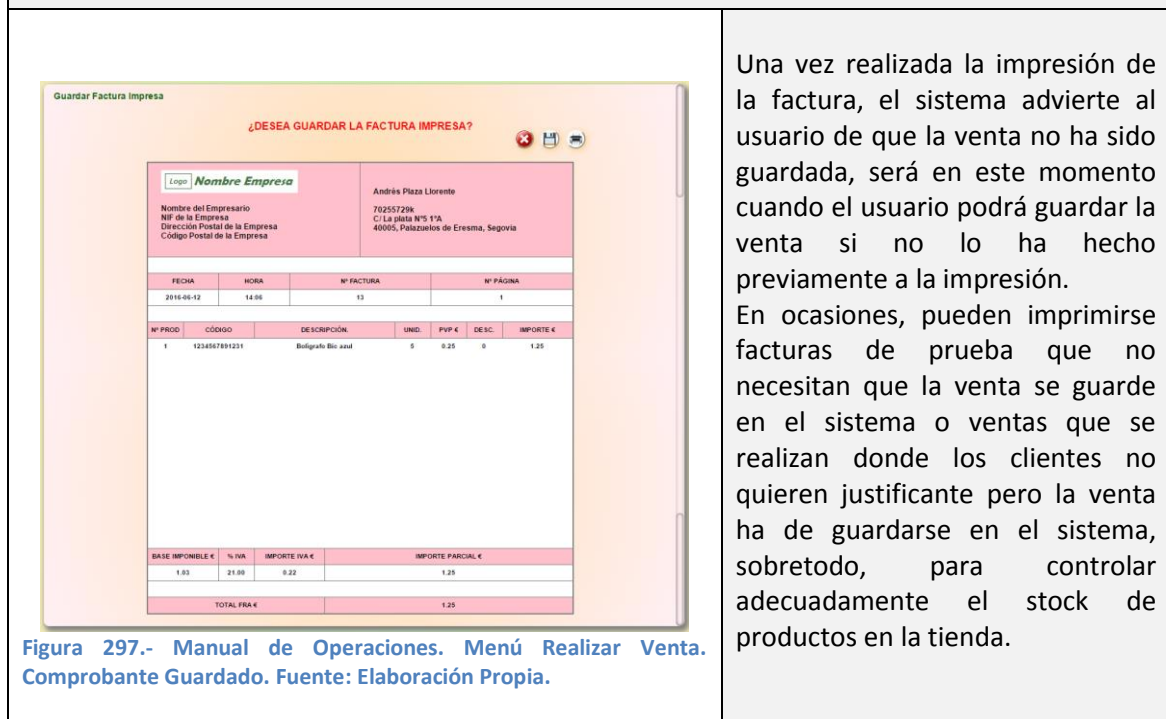 Guardar Factura Impresa
¿DESEA GUARDAR LA FACTURA IMPRESA?
Logo Nombre Empresa
Nombre del Empresario
NIF de la Empresa
Dirección Postal de la Empresa
Código Postal de la Empresa
Andrés Plaza Llorente
70255729k
C/ La plata Nº5 1ºA
40005, Palazuelos de Eresma, Segovia
FECHA HORA Nº FACTURA Nº PÁGINA
2016-06-12 14:06 13 1
Nº PROD CÓDIGO DESCRIPCIÓN. UNID. PVP € DESC. IMPORTE €
1 1234567891231 Bolígrafo Bic azul 5 0.25 0 1.25
BASE IMPONIBLE € % IVA IMPORTE IVA € IMPORTE PARCIAL €
1.03 21.00 0.22 1.25
TOTAL FRA € 1.25
Figura 297.- Manual de Operaciones. Menú Realizar Venta.
Comprobante Guardado. Fuente: Elaboración Propia.
Una vez realizada la impresión de
la factura, el sistema advierte al
usuario de que la venta no ha sido
guardada, será en este momento
cuando el usuario podrá guardar la
venta si no lo ha hecho
previamente a la impresión.
En ocasiones, pueden imprimirse
facturas de prueba que no
necesitan que la venta se guarde
en el sistema o ventas que se
realizan donde los clientes no
quieren justificante pero la venta
ha de guardarse en el sistema,
sobretodo, para controlar
adecuadamente el stock de
productos en la tienda.